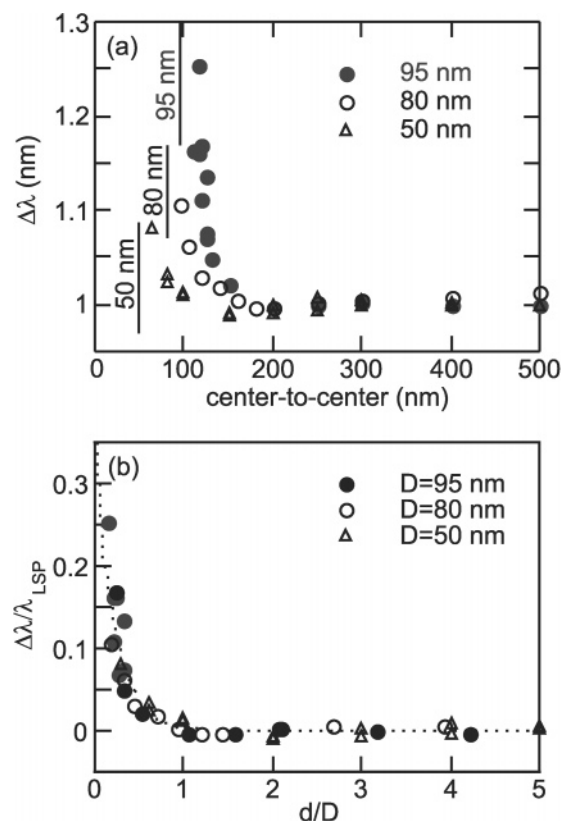 (a)
95 nm
80 nm
50 nm
95 nm
80 nm
50 nm
1.3
1.2
1.1
1
0.95
Δλ (nm)
0 100 200 300 400 500
center-to-center (nm)
(b)
D=95 nm
D=80 nm
D=50 nm
0.3
0.2
0.1
0
Δλ/λLSP
0 1 2 3 4 5
d/D